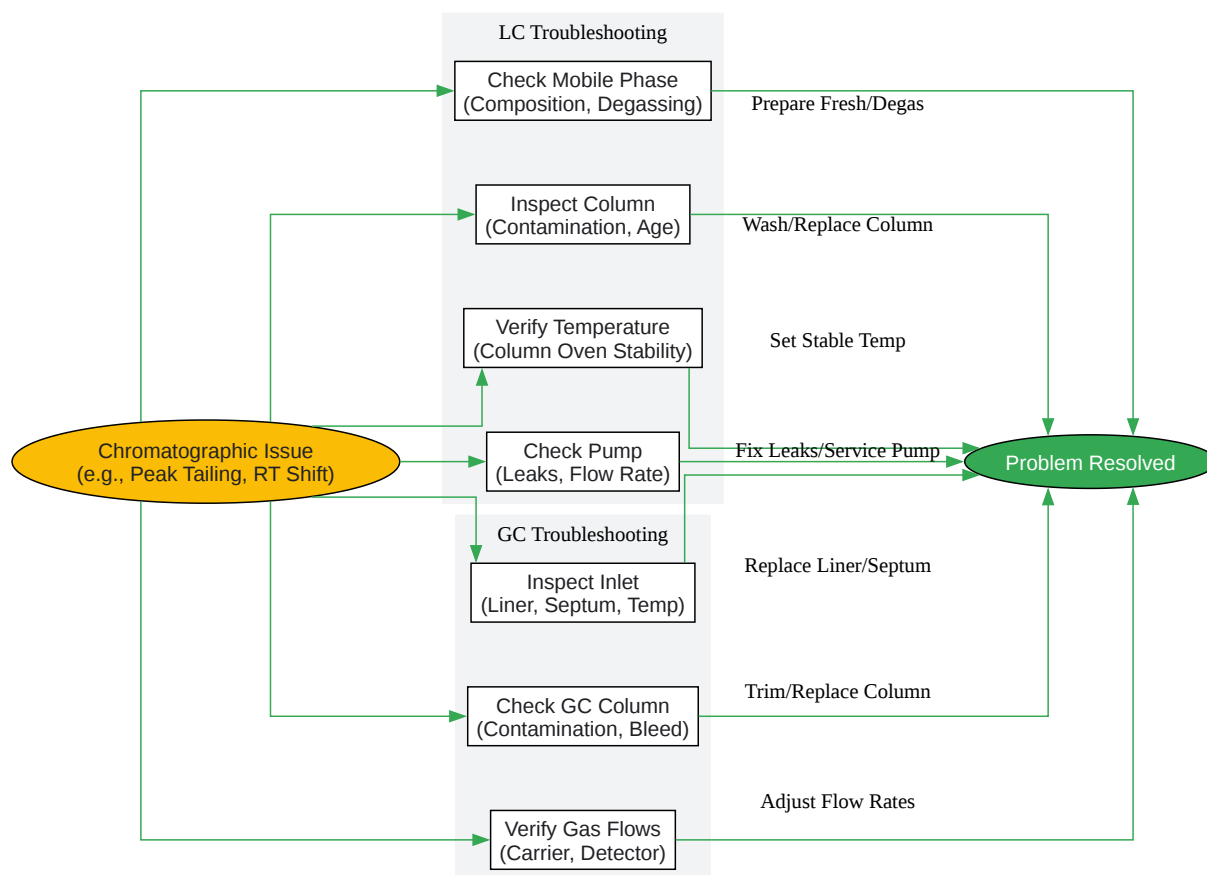 LC Troubleshooting
Check Mobile Phase
(Composition, Degassing)
Prepare Fresh/Degas
Inspect Column
(Contamination, Age)
Wash/Replace Column
Verify Temperature
(Column Oven Stability)
Set Stable Temp
Chromatographic Issue
(e.g., Peak Tailing, RT Shift)
Check Pump
(Leaks, Flow Rate)
Fix Leaks/Service Pump
Problem Resolved
GC Troubleshooting
Inspect Inlet
(Liner, Septum, Temp)
Replace Liner/Septum
Check GC Column
(Contamination, Bleed)
Trim/Replace Column
Verify Gas Flows
(Carrier, Detector)
Adjust Flow Rates